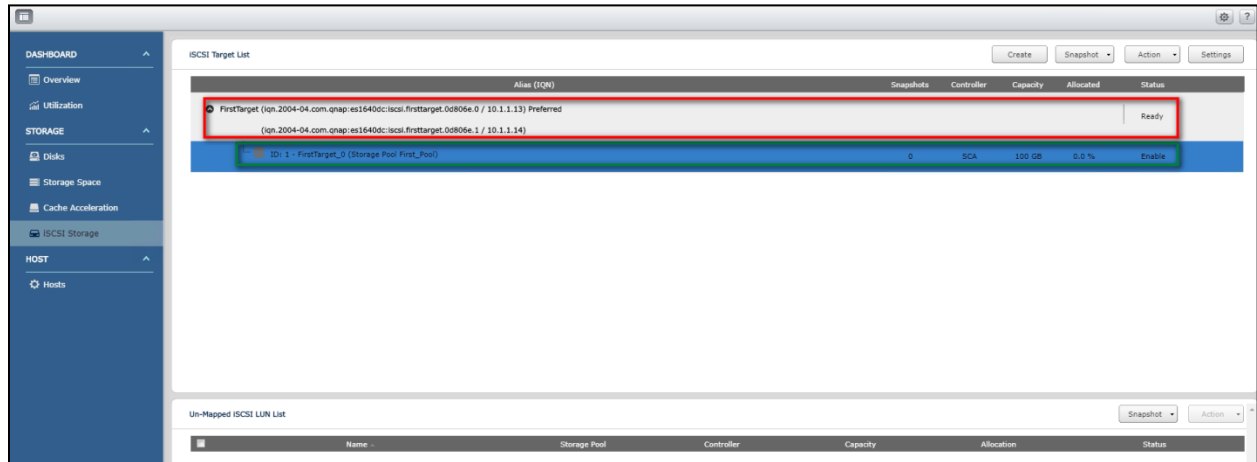 ?
DASHBOARD
Overview
Utilization
STORAGE
Disks
Storage Space
Cache Acceleration
iSCSI Storage
HOST
Hosts
iSCSI Target List
Create Snapshot Action Settings
Alias (IQN) Snapshots Controller Capacity Allocated Status
FirstTarget (iqn.2004-04.com.qnap:es1640dc:iscsi.firsttarget.0d806e.0 / 10.1.1.13) Preferred
Ready
(iqn.2004-04.com.qnap:es1640dc:iscsi.firsttarget.0d806e.1 / 10.1.1.14)
ID: 1 - FirstTarget_0 (Storage Pool First_Pool) 0 SCA 100 GB 0.0 % Enable
Un-Mapped iSCSI LUN List
Snapshot Action
Name Storage Pool Controller Capacity Allocation Status